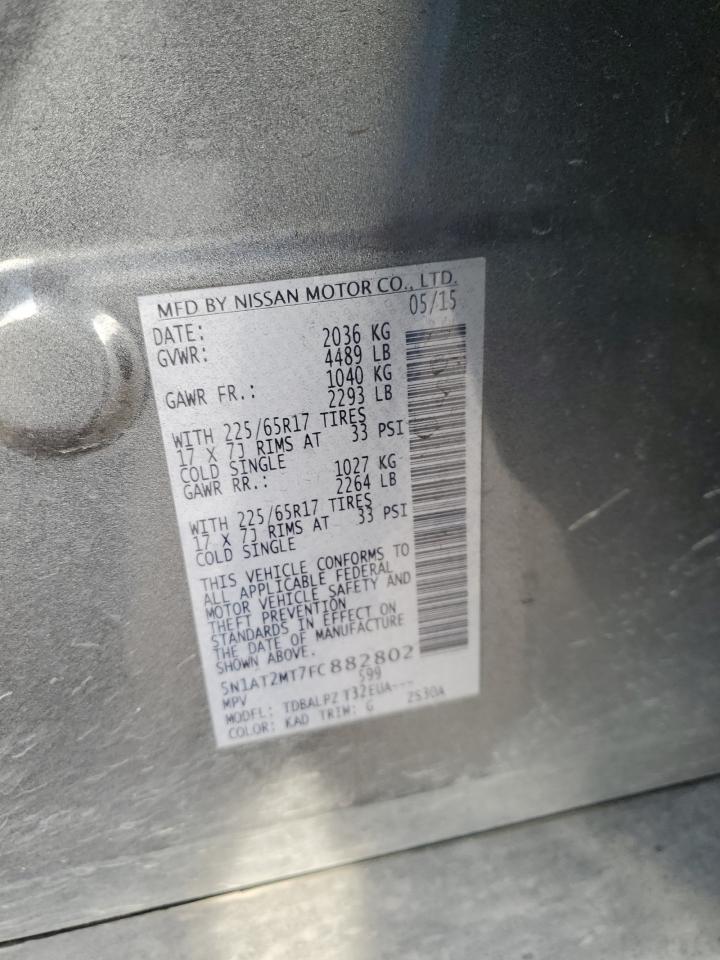 MFD BY NISSAN MOTOR CO., LTD.
DATE: 05/15
GVWR: 2036 KG
4489 LB
GAWR FR.: 1040 KG
2293 LB
WITH 225/65R17 TIRES
17 X 7J RIMS AT 33 PSI
COLD SINGLE
GAWR RR.: 1027 KG
2264 LB
WITH 225/65R17 TIRES
17 X 7J RIMS AT 33 PSI
COLD SINGLE
THIS VEHICLE CONFORMS TO
ALL APPLICABLE FEDERAL
MOTOR VEHICLE SAFETY AND
THEFT PREVENTION
STANDARDS IN EFFECT ON
THE DATE OF MANUFACTURE
SHOWN ABOVE.
5N1AT2MT7FC882802
MPV 599
MODEL: TDBALPZ T32EUA---
COLOR: KAD TRIM: G 2S30A